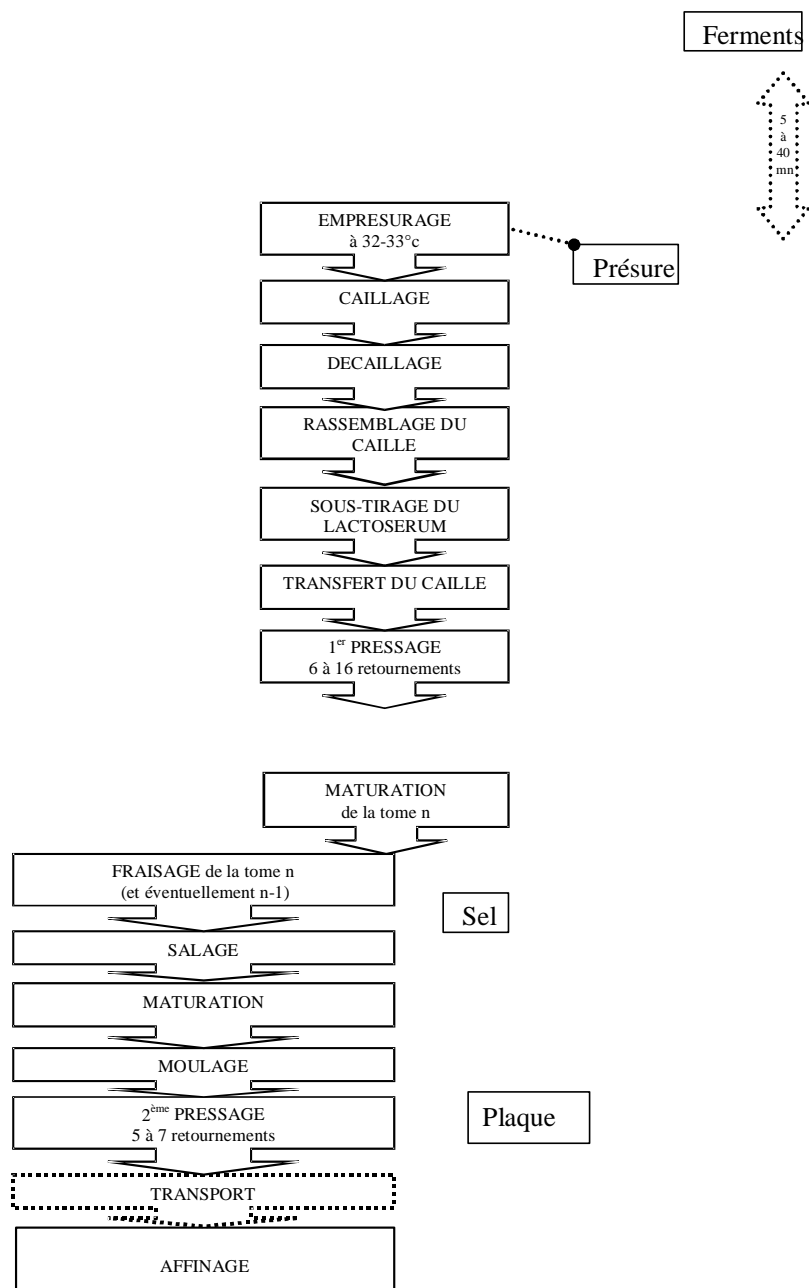 Ferments
5
à
40
mn
EMPRESURAGE
à 32-33°c
Présure
CAILLAGE
DECAILLAGE
RASSEMBLAGE DU
CAILLE
SOUS-TIRAGE DU
LACTOSERUM
TRANSFERT DU CAILLE
1er PRESSAGE
6 à 16 retournements
MATURATION
de la tome n
FRAISAGE de la tome n
(et éventuellement n-1)
Sel
SALAGE
MATURATION
MOULAGE
2ème PRESSAGE
5 à 7 retournements
Plaque
TRANSPORT
AFFINAGE